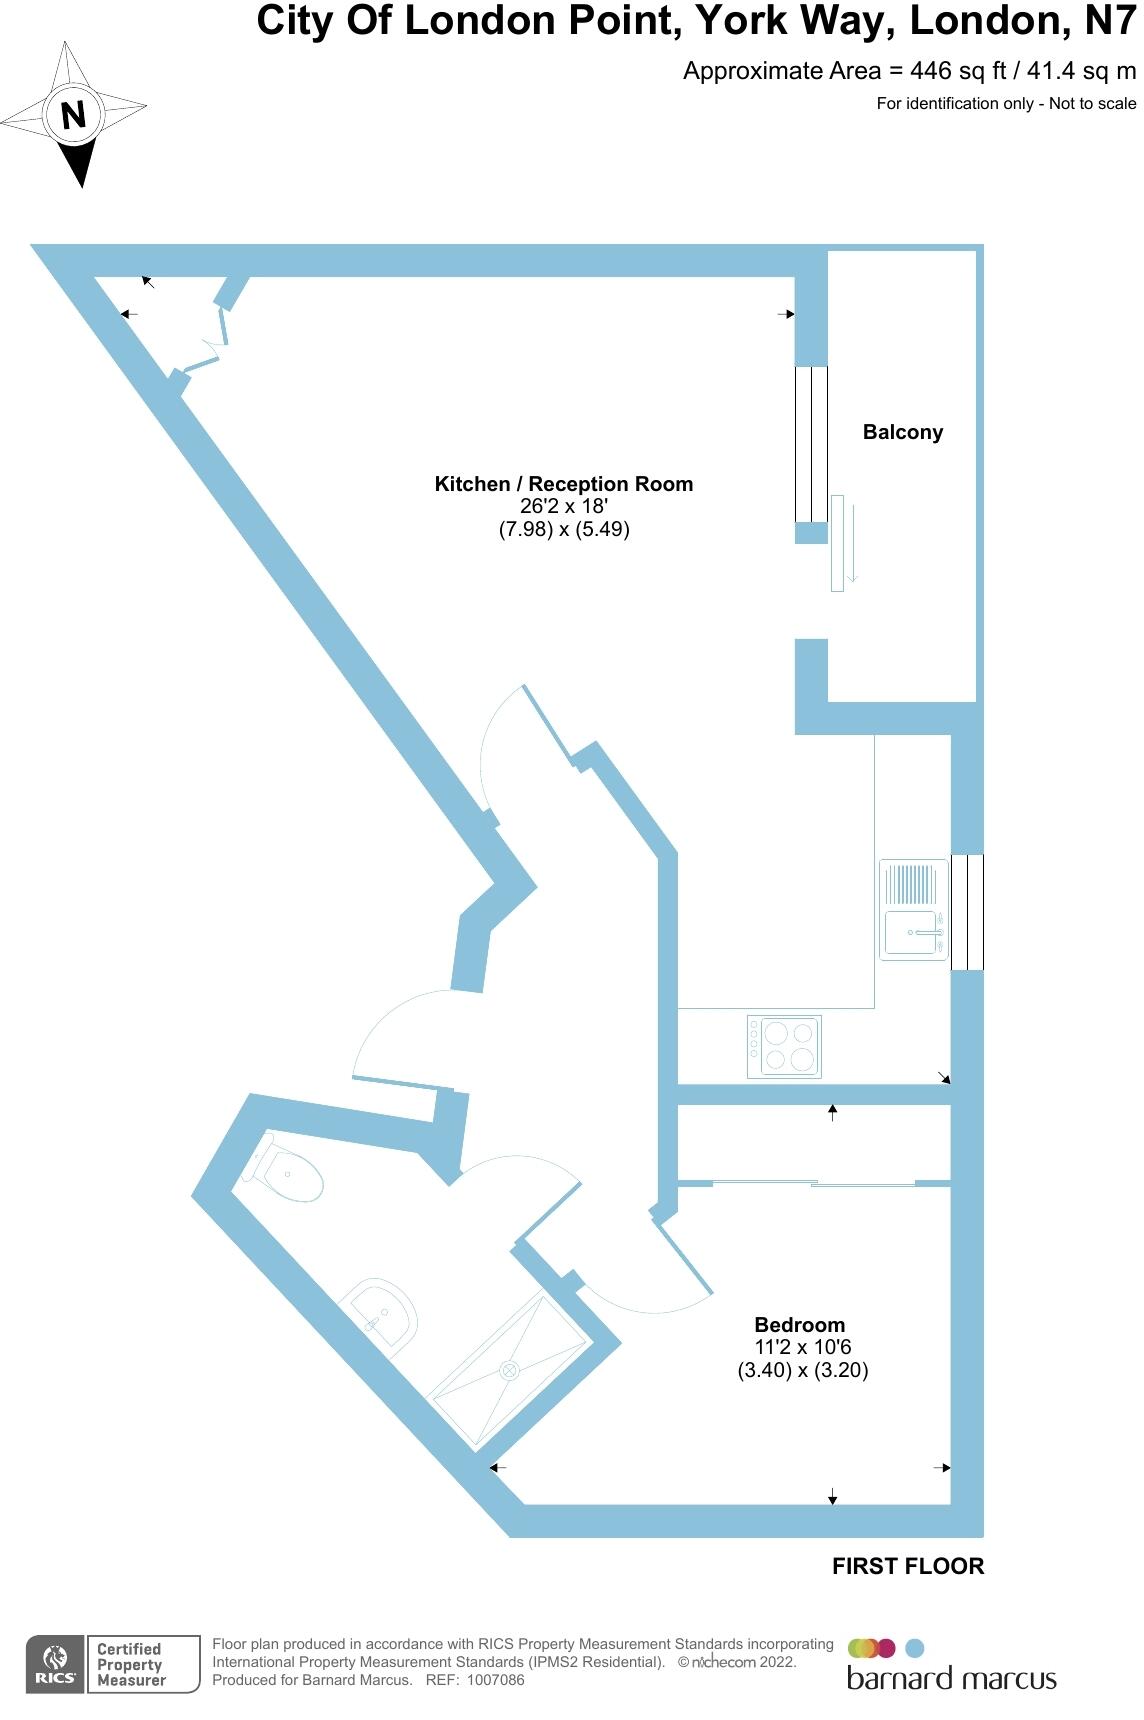 City Of London Point, York Way, London, N7
Approximate Area = 446 sq ft / 41.4 sq m
For identification only - Not to scale
N
Balcony
Kitchen / Reception Room
26'2 x 18'
(7.98) x (5.49)
Bedroom
11'2 x 10'6
(3.40) x (3.20)
FIRST FLOOR
RICS
Certified
Property
Measurer
Floor plan produced in accordance with RICS Property Measurement Standards incorporating
International Property Measurement Standards (IPMS2 Residential). © nichecom 2022.
Produced for Barnard Marcus. REF: 1007086
barnard marcus